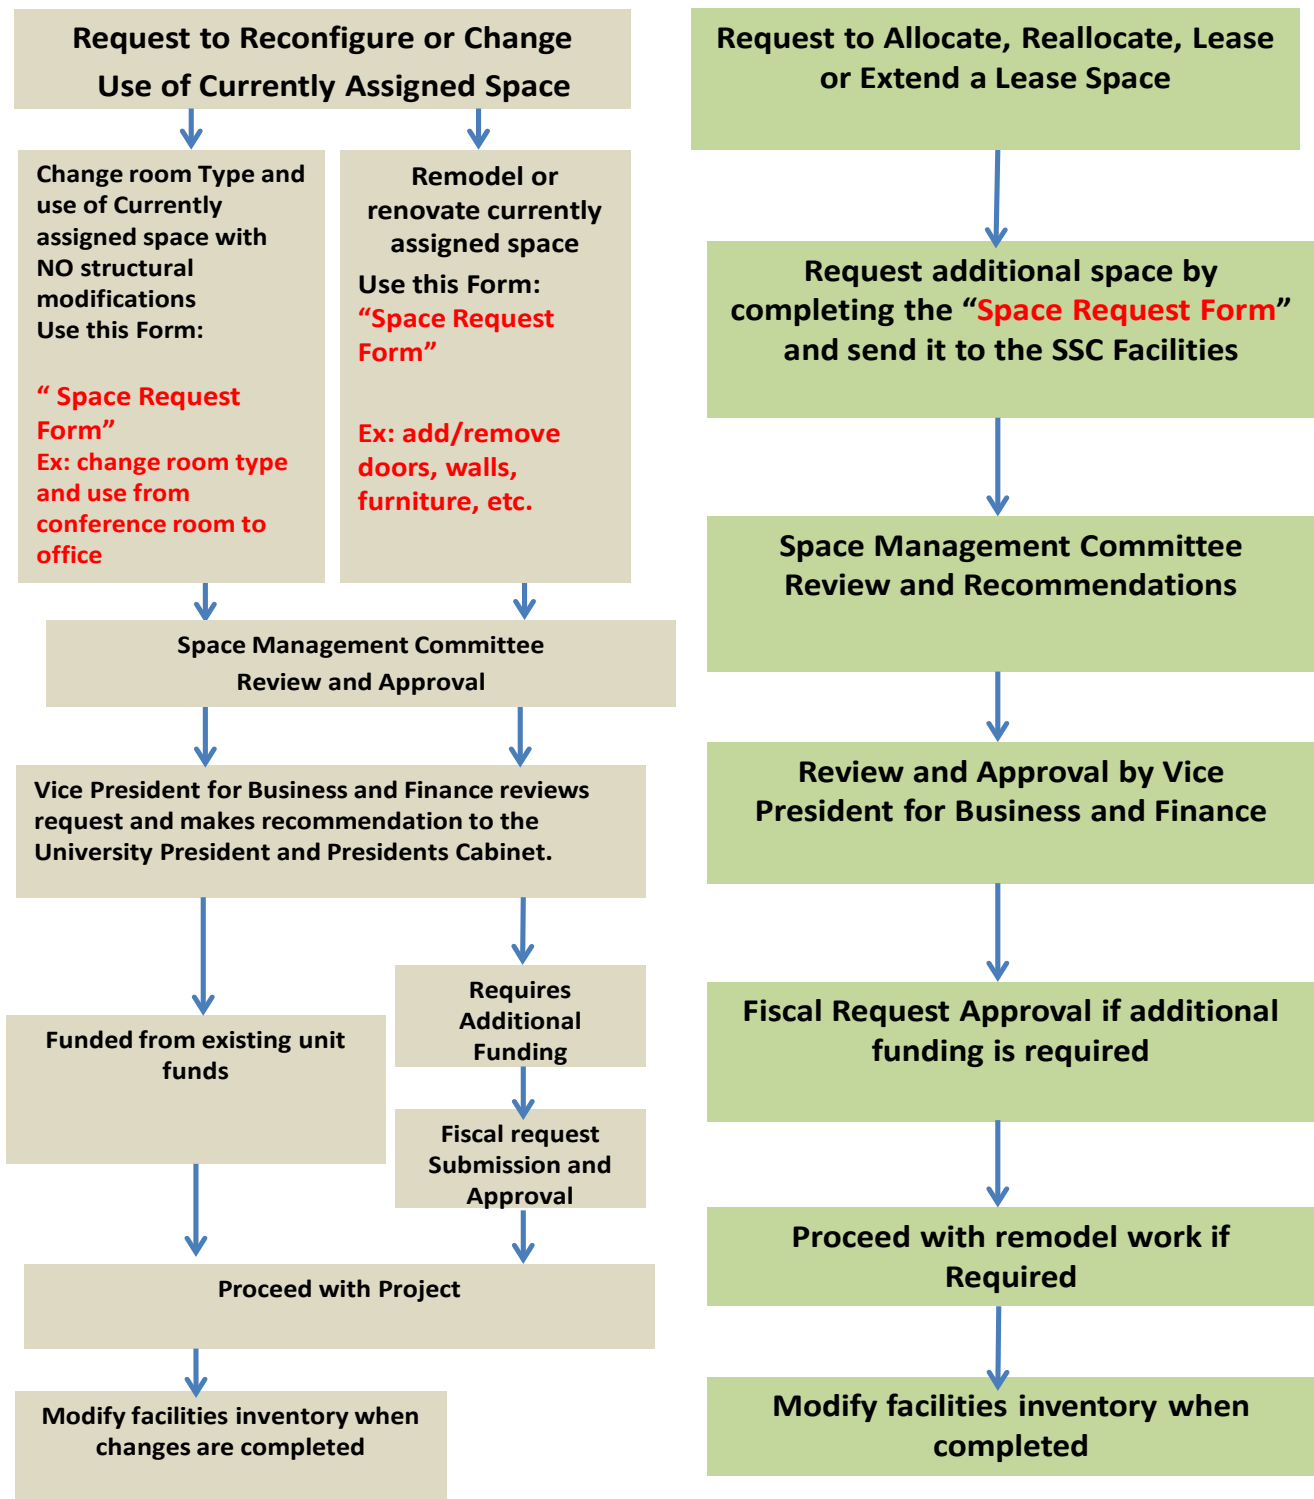 Request to Reconfigure or Change
Use of Currently Assigned Space
Change room Type and
use of Currently
assigned space with
NO structural
modifications
Use this Form:
“ Space Request
Form”
Ex: change room type
and use from
conference room to
office
Remodel or
renovate currently
assigned space
Use this Form:
“Space Request
Form”
Ex: add/remove
doors, walls,
furniture, etc.
Space Management Committee
Review and Approval
Vice President for Business and Finance reviews
request and makes recommendation to the
University President and Presidents Cabinet.
Funded from existing unit
funds
Requires
Additional
Funding
Fiscal request
Submission and
Approval
Proceed with Project
Modify facilities inventory when
changes are completed
Request to Allocate, Reallocate, Lease
or Extend a Lease Space
Request additional space by
completing the “Space Request Form”
and send it to the SSC Facilities
Space Management Committee
Review and Recommendations
Review and Approval by Vice
President for Business and Finance
Fiscal Request Approval if additional
funding is required
Proceed with remodel work if
Required
Modify facilities inventory when
completed